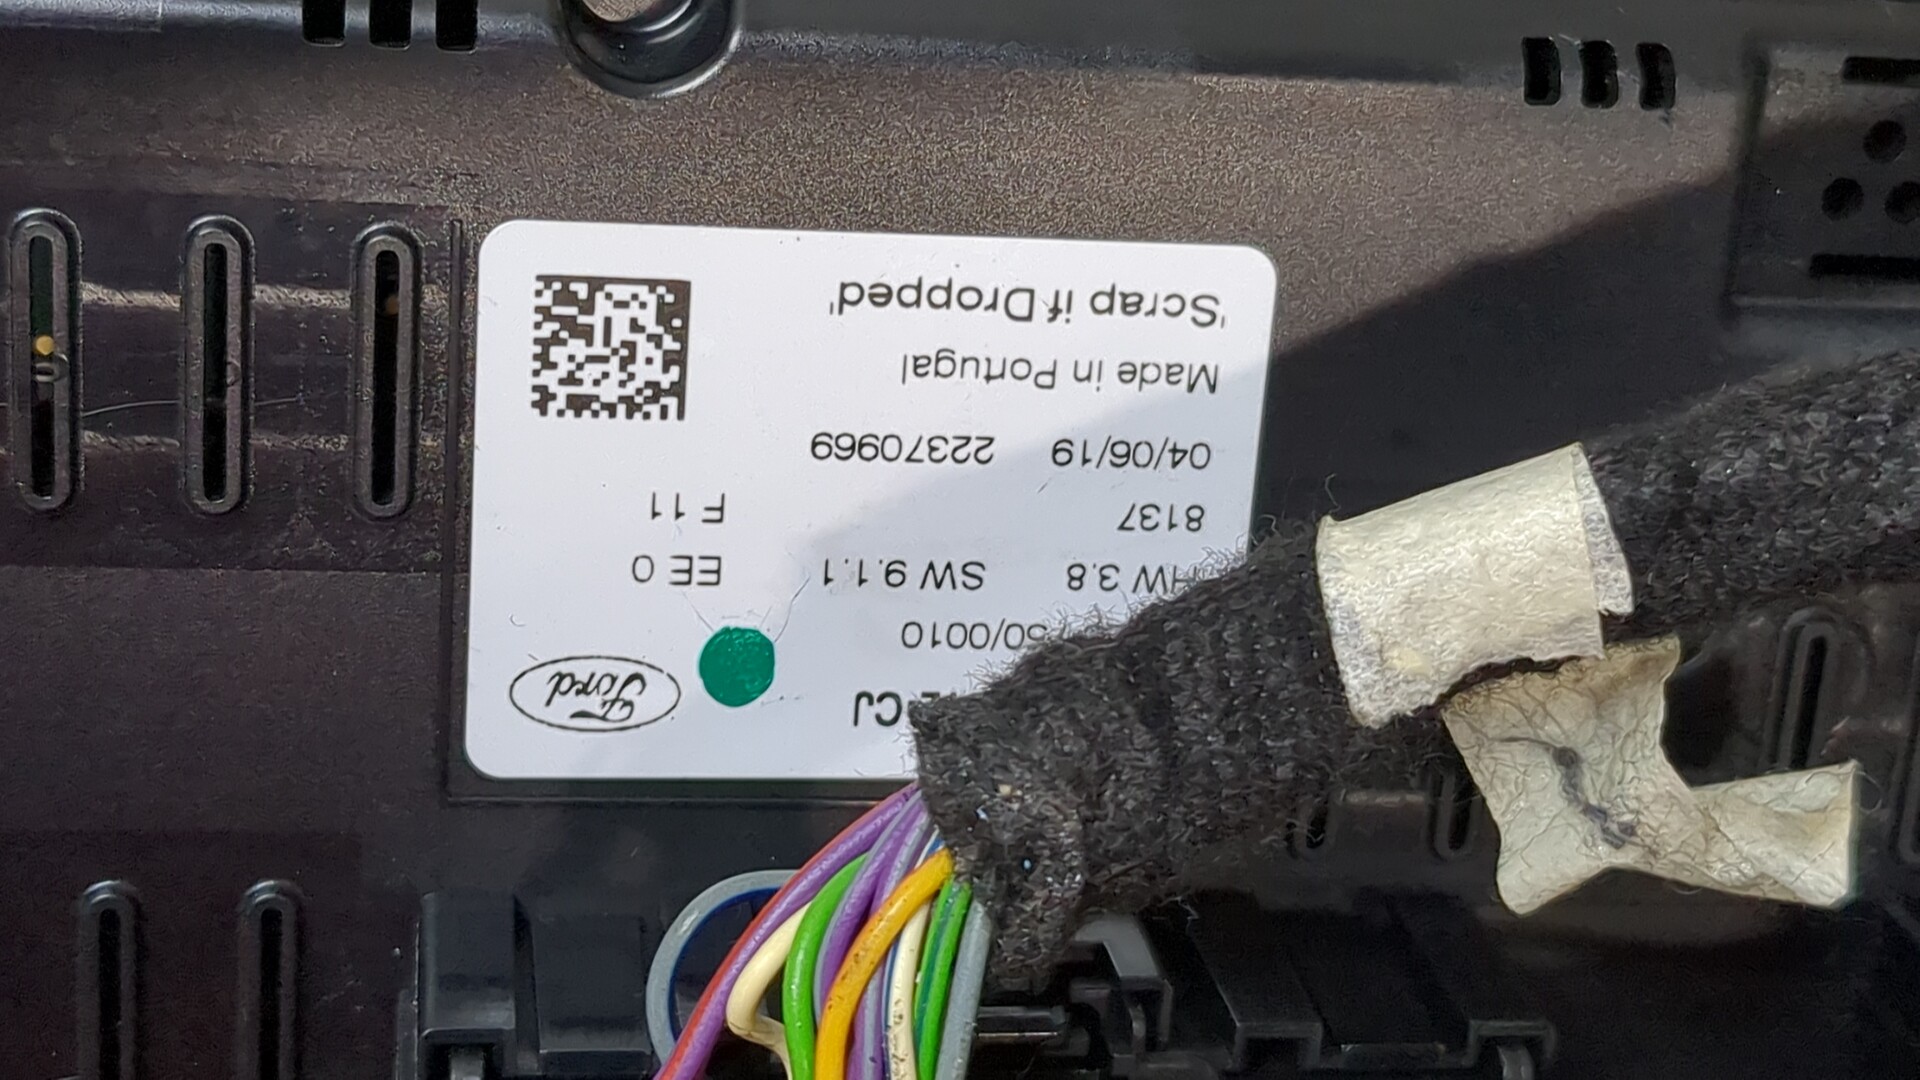 CJ
Ford
50/0010
HW 3.8 SW 9.1.1 EE 0
8137 F 11
04/06/19 22370969
Made in Portugal
'Scrap if Dropped'